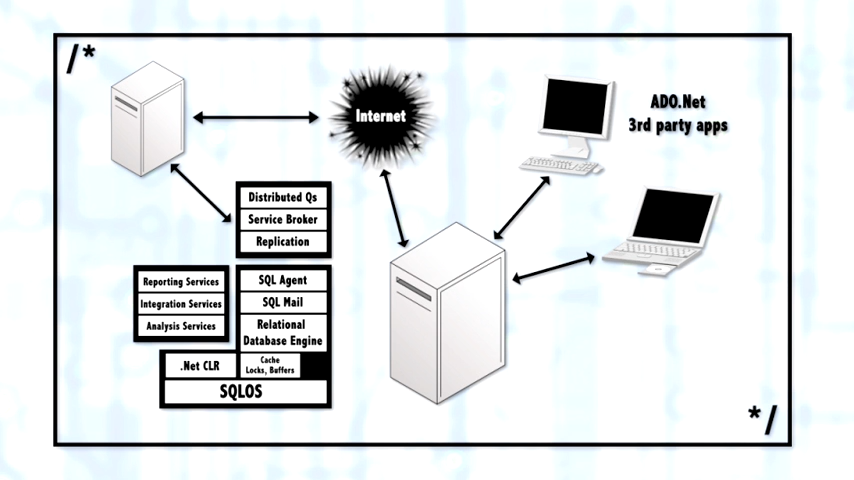 /*
Internet
ADO.Net
3rd party apps
Distributed Qs
Service Broker
Replication
Reporting Services
Integration Services
Analysis Services
SQL Agent
SQL Mail
Relational
Database Engine
.Net CLR
Cache
Locks, Buffers
SQLOS
*/